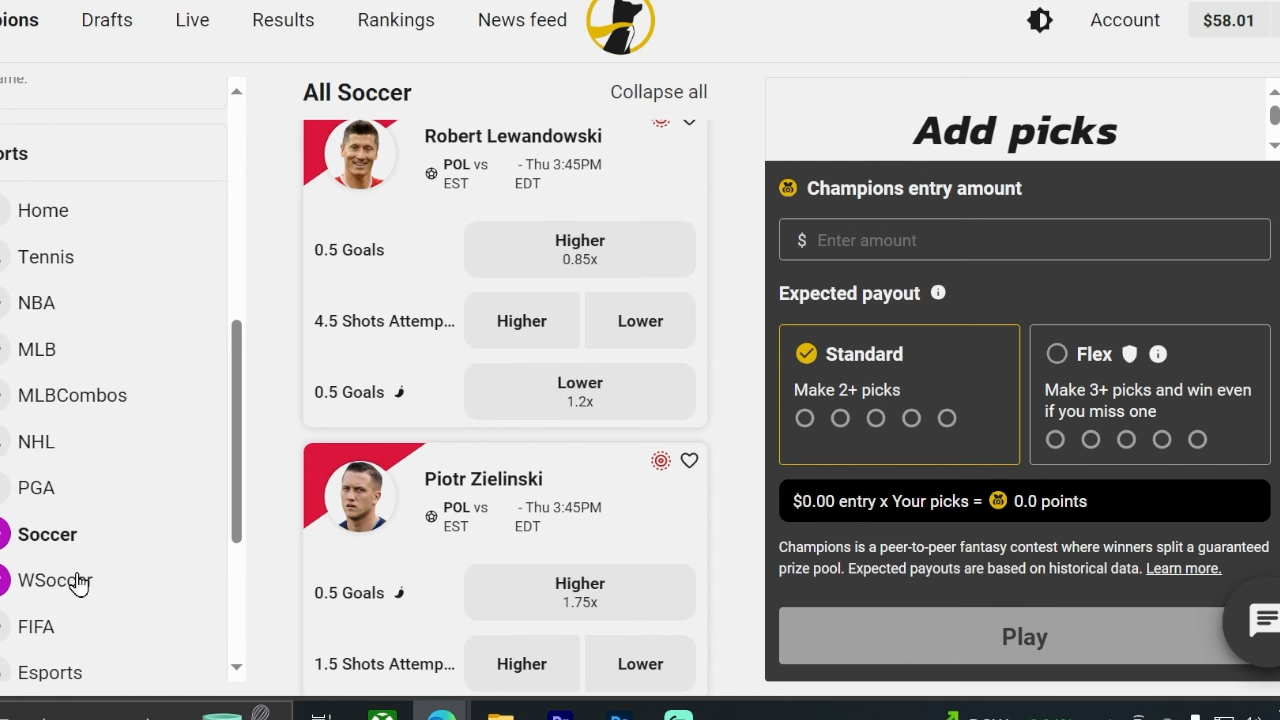 ions Drafts Live Results Rankings News feed Account $58.01
ame.
orts
Home
Tennis
NBA
MLB
MLBCombos
NHL
PGA
Soccer
WSoccer
FIFA
Esports
All Soccer Collapse all
Robert Lewandowski
POL vs - Thu 3:45PM
EST EDT
0.5 Goals Higher
0.85x
4.5 Shots Attemp... Higher Lower
0.5 Goals Lower
1.2x
Piotr Zielinski
POL vs - Thu 3:45PM
EST EDT
0.5 Goals Higher
1.75x
1.5 Shots Attemp... Higher Lower
Add picks
Champions entry amount
$ Enter amount
Expected payout
Standard
Make 2+ picks
Flex
Make 3+ picks and win even
if you miss one
$0.00 entry x Your picks = 0.0 points
Champions is a peer-to-peer fantasy contest where winners split a guaranteed
prize pool. Expected payouts are based on historical data. Learn more.
Play